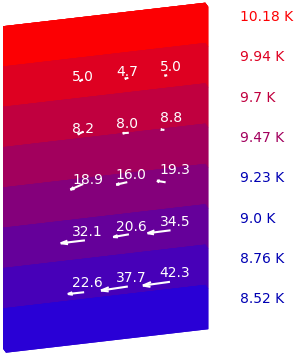 10.18 K
9.94 K
5.0 4.7 5.0
9.7 K
8.2 8.0 8.8
9.47 K
18.9 16.0 19.3
9.23 K
32.1 20.6 34.5
9.0 K
8.76 K
22.6 37.7 42.3
8.52 K